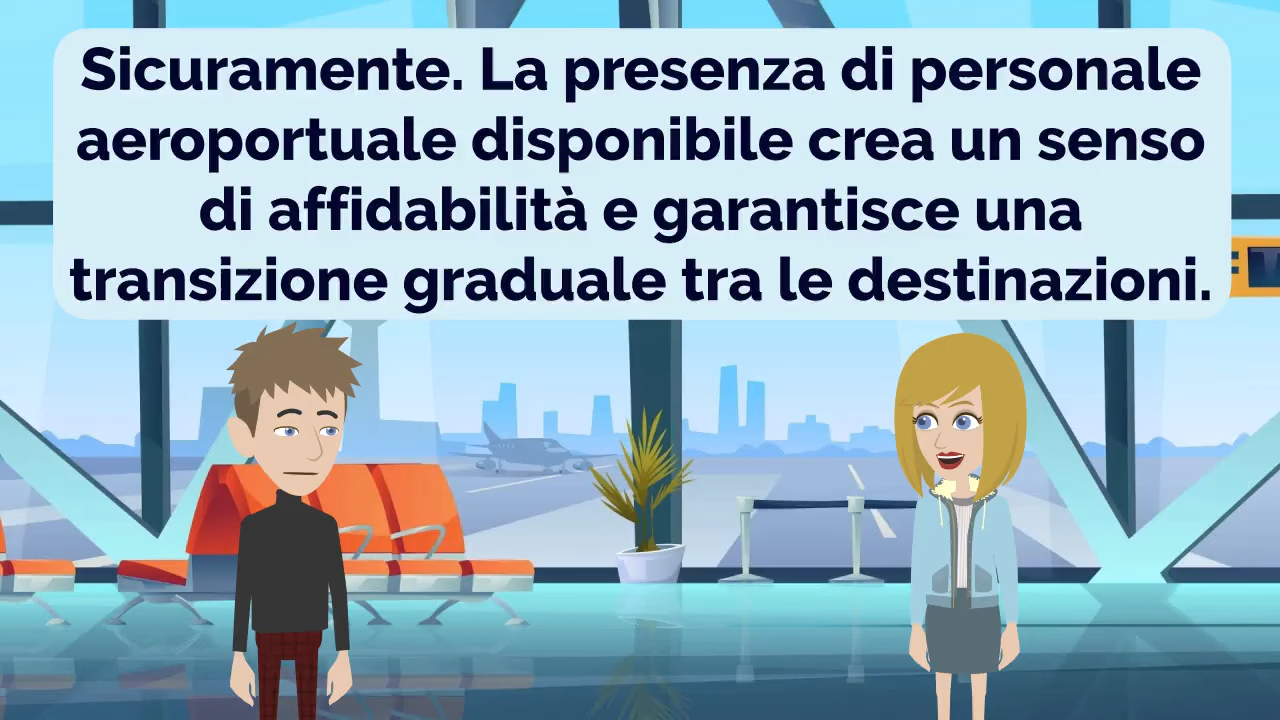 Sicuramente. La presenza di personale
aeroportuale disponibile crea un senso
di affidabilità e garantisce una
transizione graduale tra le destinazioni.